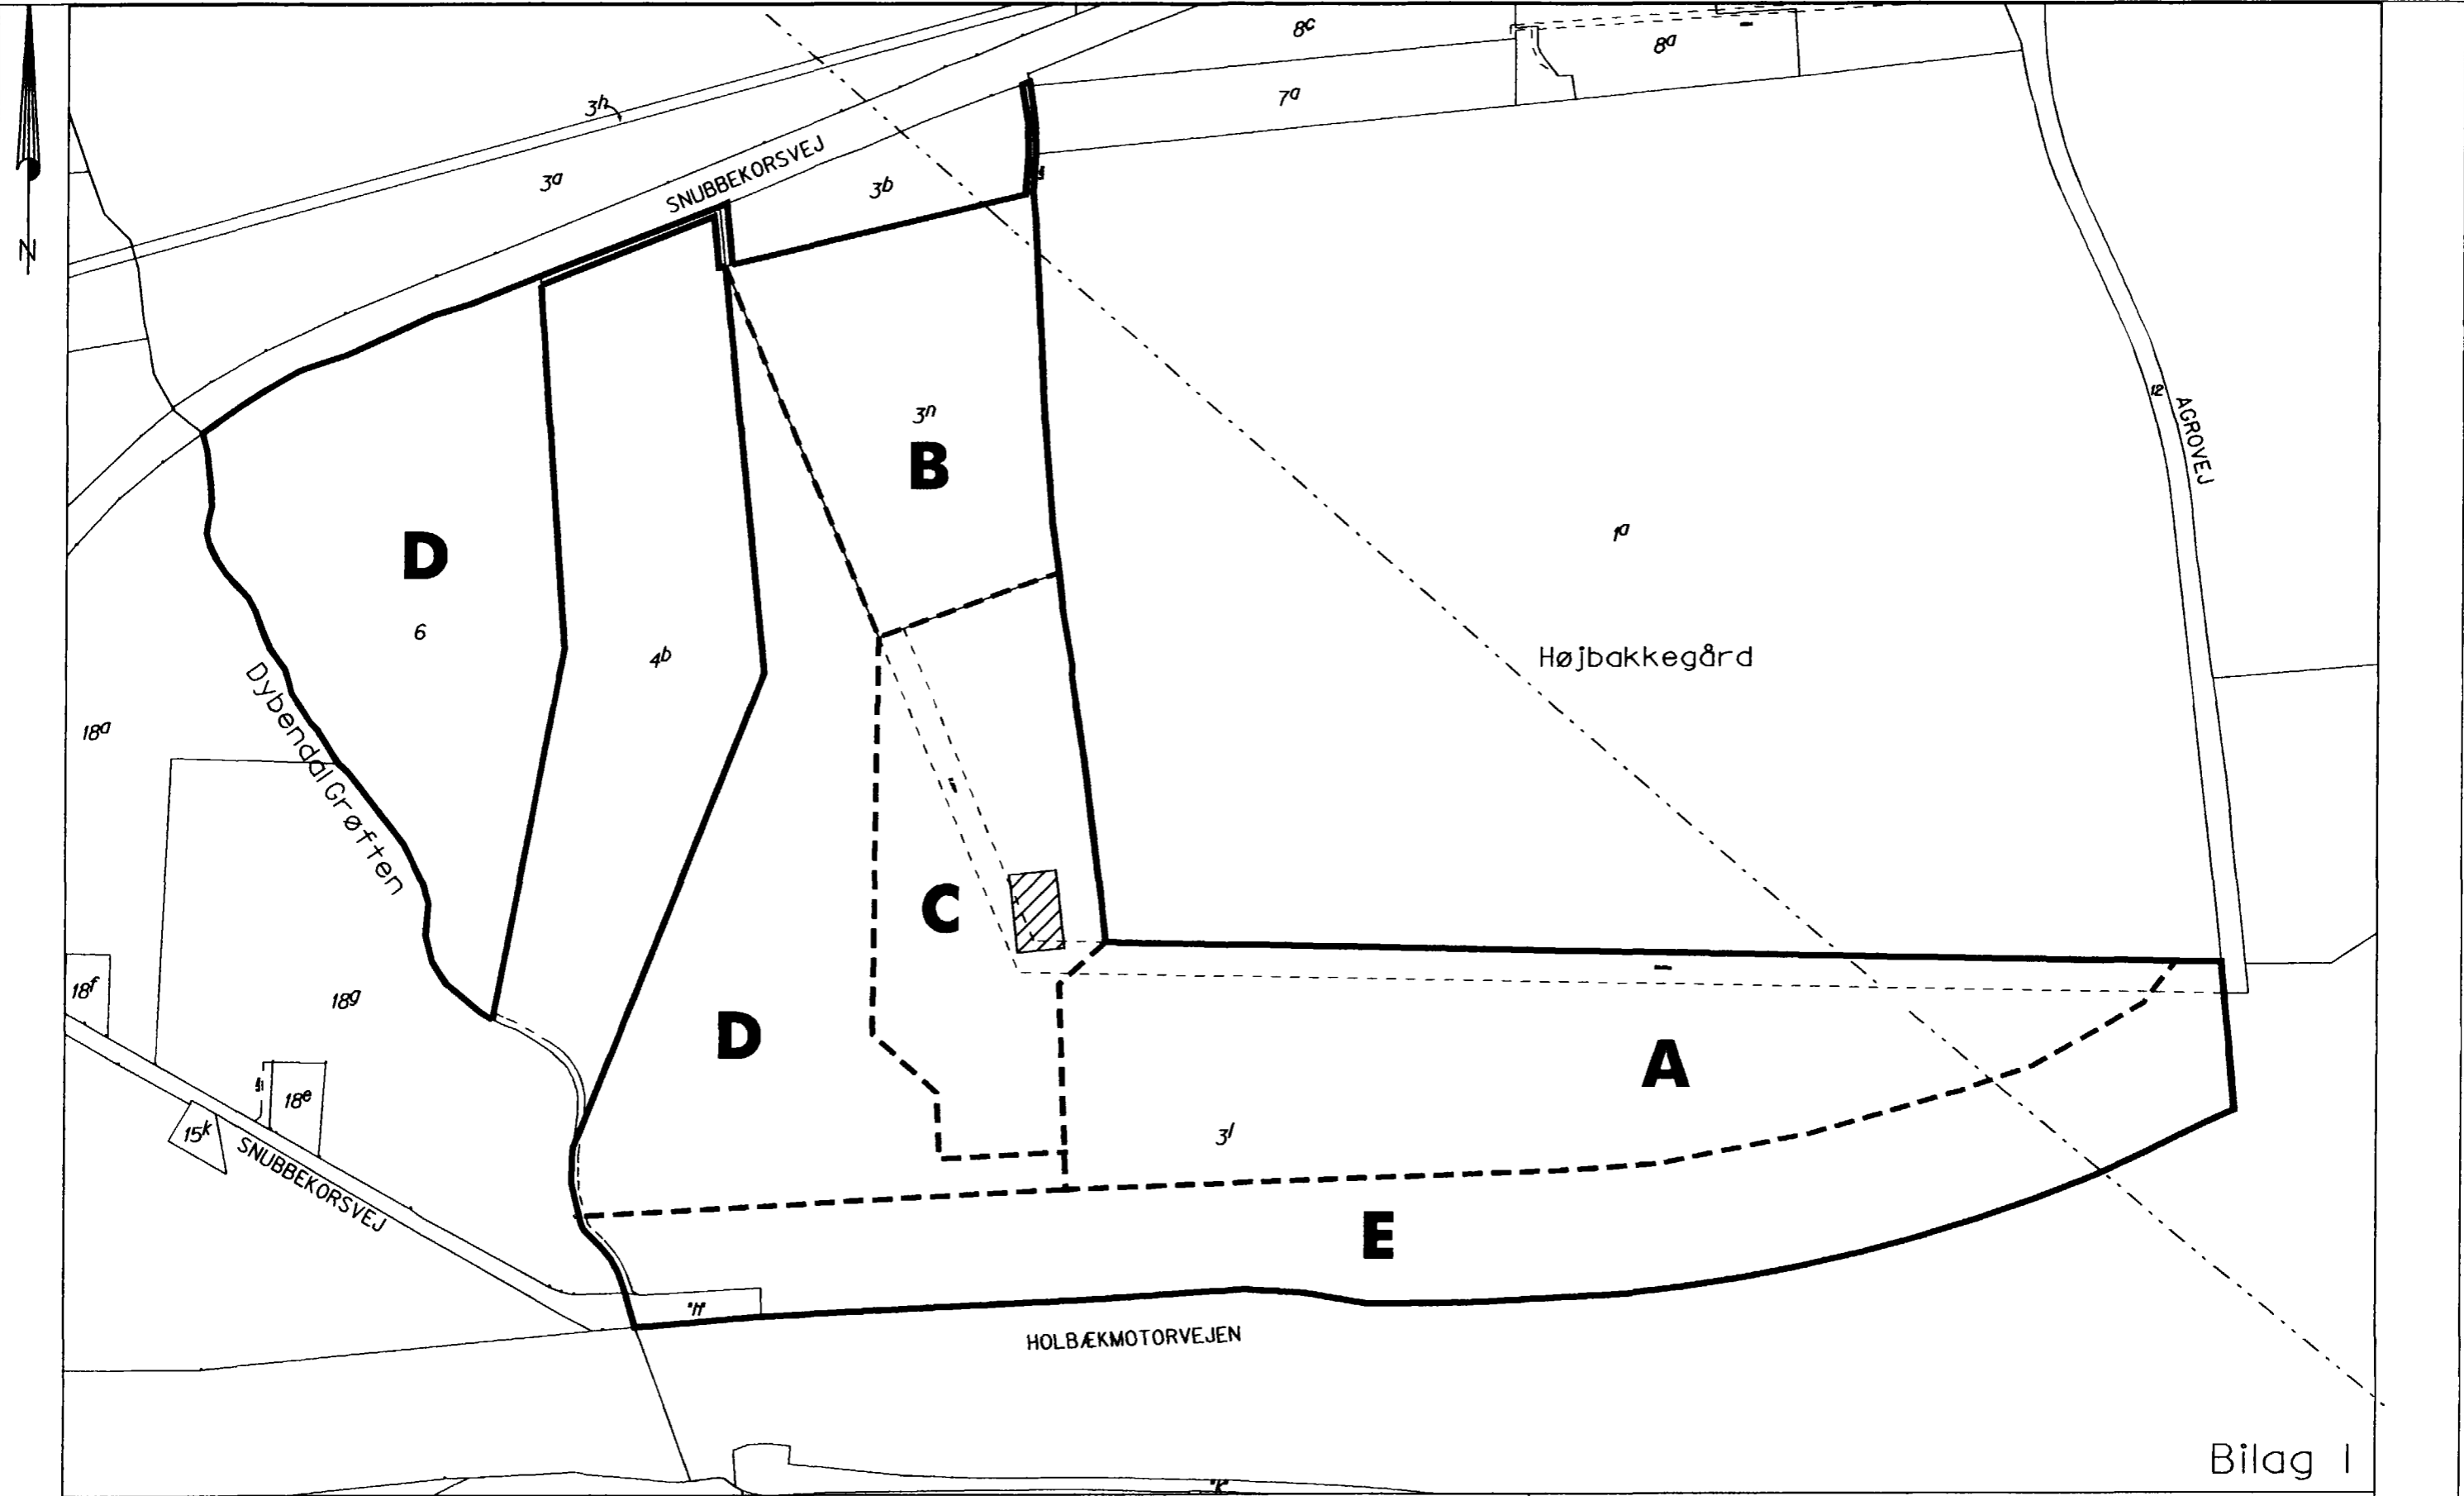 8c
8a
3h
7a
SNUBBEKORSVEJ
3a
3b
N
12
AGROVEJ
3n
B
D
1a
6
4b
Højbakkegård
Dybendal Grøften
18a
C
18f
18g
D
A
18e
15k
3l
SNUBBEKORSVEJ
E
"h"
HOLBÆKMOTORVEJEN
Bilag 1
"k"